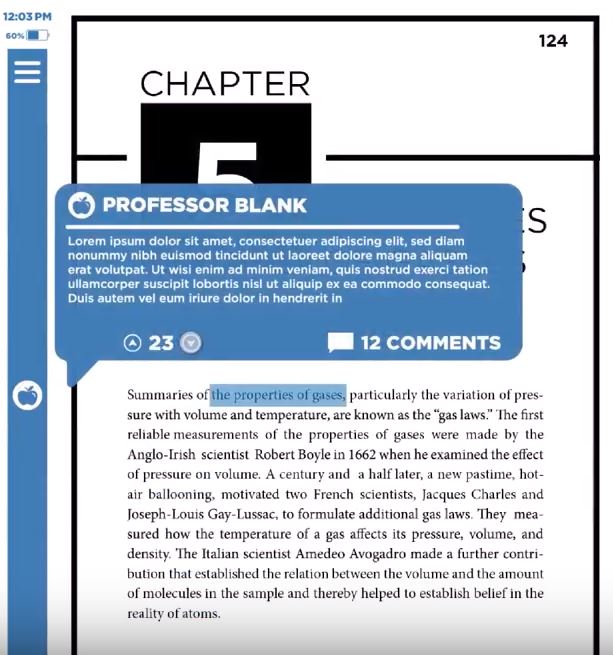 12:03 PM
60%
124
CHAPTER
5
ES
S
PROFESSOR BLANK
Lorem ipsum dolor sit amet, consectetuer adipiscing elit, sed diam
nonummy nibh euismod tincidunt ut laoreet dolore magna aliquam
erat volutpat. Ut wisi enim ad minim veniam, quis nostrud exerci tation
ullamcorper suscipit lobortis nisl ut aliquip ex ea commodo consequat.
Duis autem vel eum iriure dolor in hendrerit in
23
12 COMMENTS
Summaries of the properties of gases, particularly the variation of pres-
sure with volume and temperature, are known as the “gas laws.” The first
reliable measurements of the properties of gases were made by the
Anglo-Irish scientist Robert Boyle in 1662 when he examined the effect
of pressure on volume. A century and a half later, a new pastime, hot-
air ballooning, motivated two French scientists, Jacques Charles and
Joseph-Louis Gay-Lussac, to formulate additional gas laws. They mea-
sured how the temperature of a gas affects its pressure, volume, and
density. The Italian scientist Amedeo Avogadro made a further contri-
bution that established the relation between the volume and the amount
of molecules in the sample and thereby helped to establish belief in the
reality of atoms.